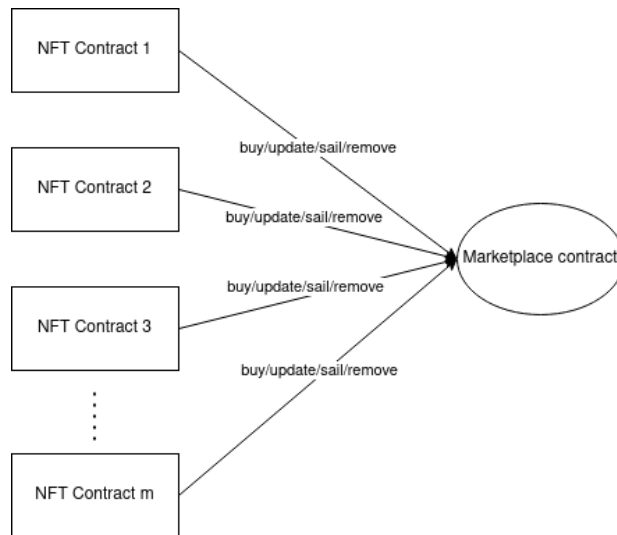 NFT Contract 1
buy/update/sail/remove
NFT Contract 2
buy/update/sail/remove
Marketplace contract
buy/update/sail/remove
NFT Contract 3
buy/update/sail/remove
NFT Contract m